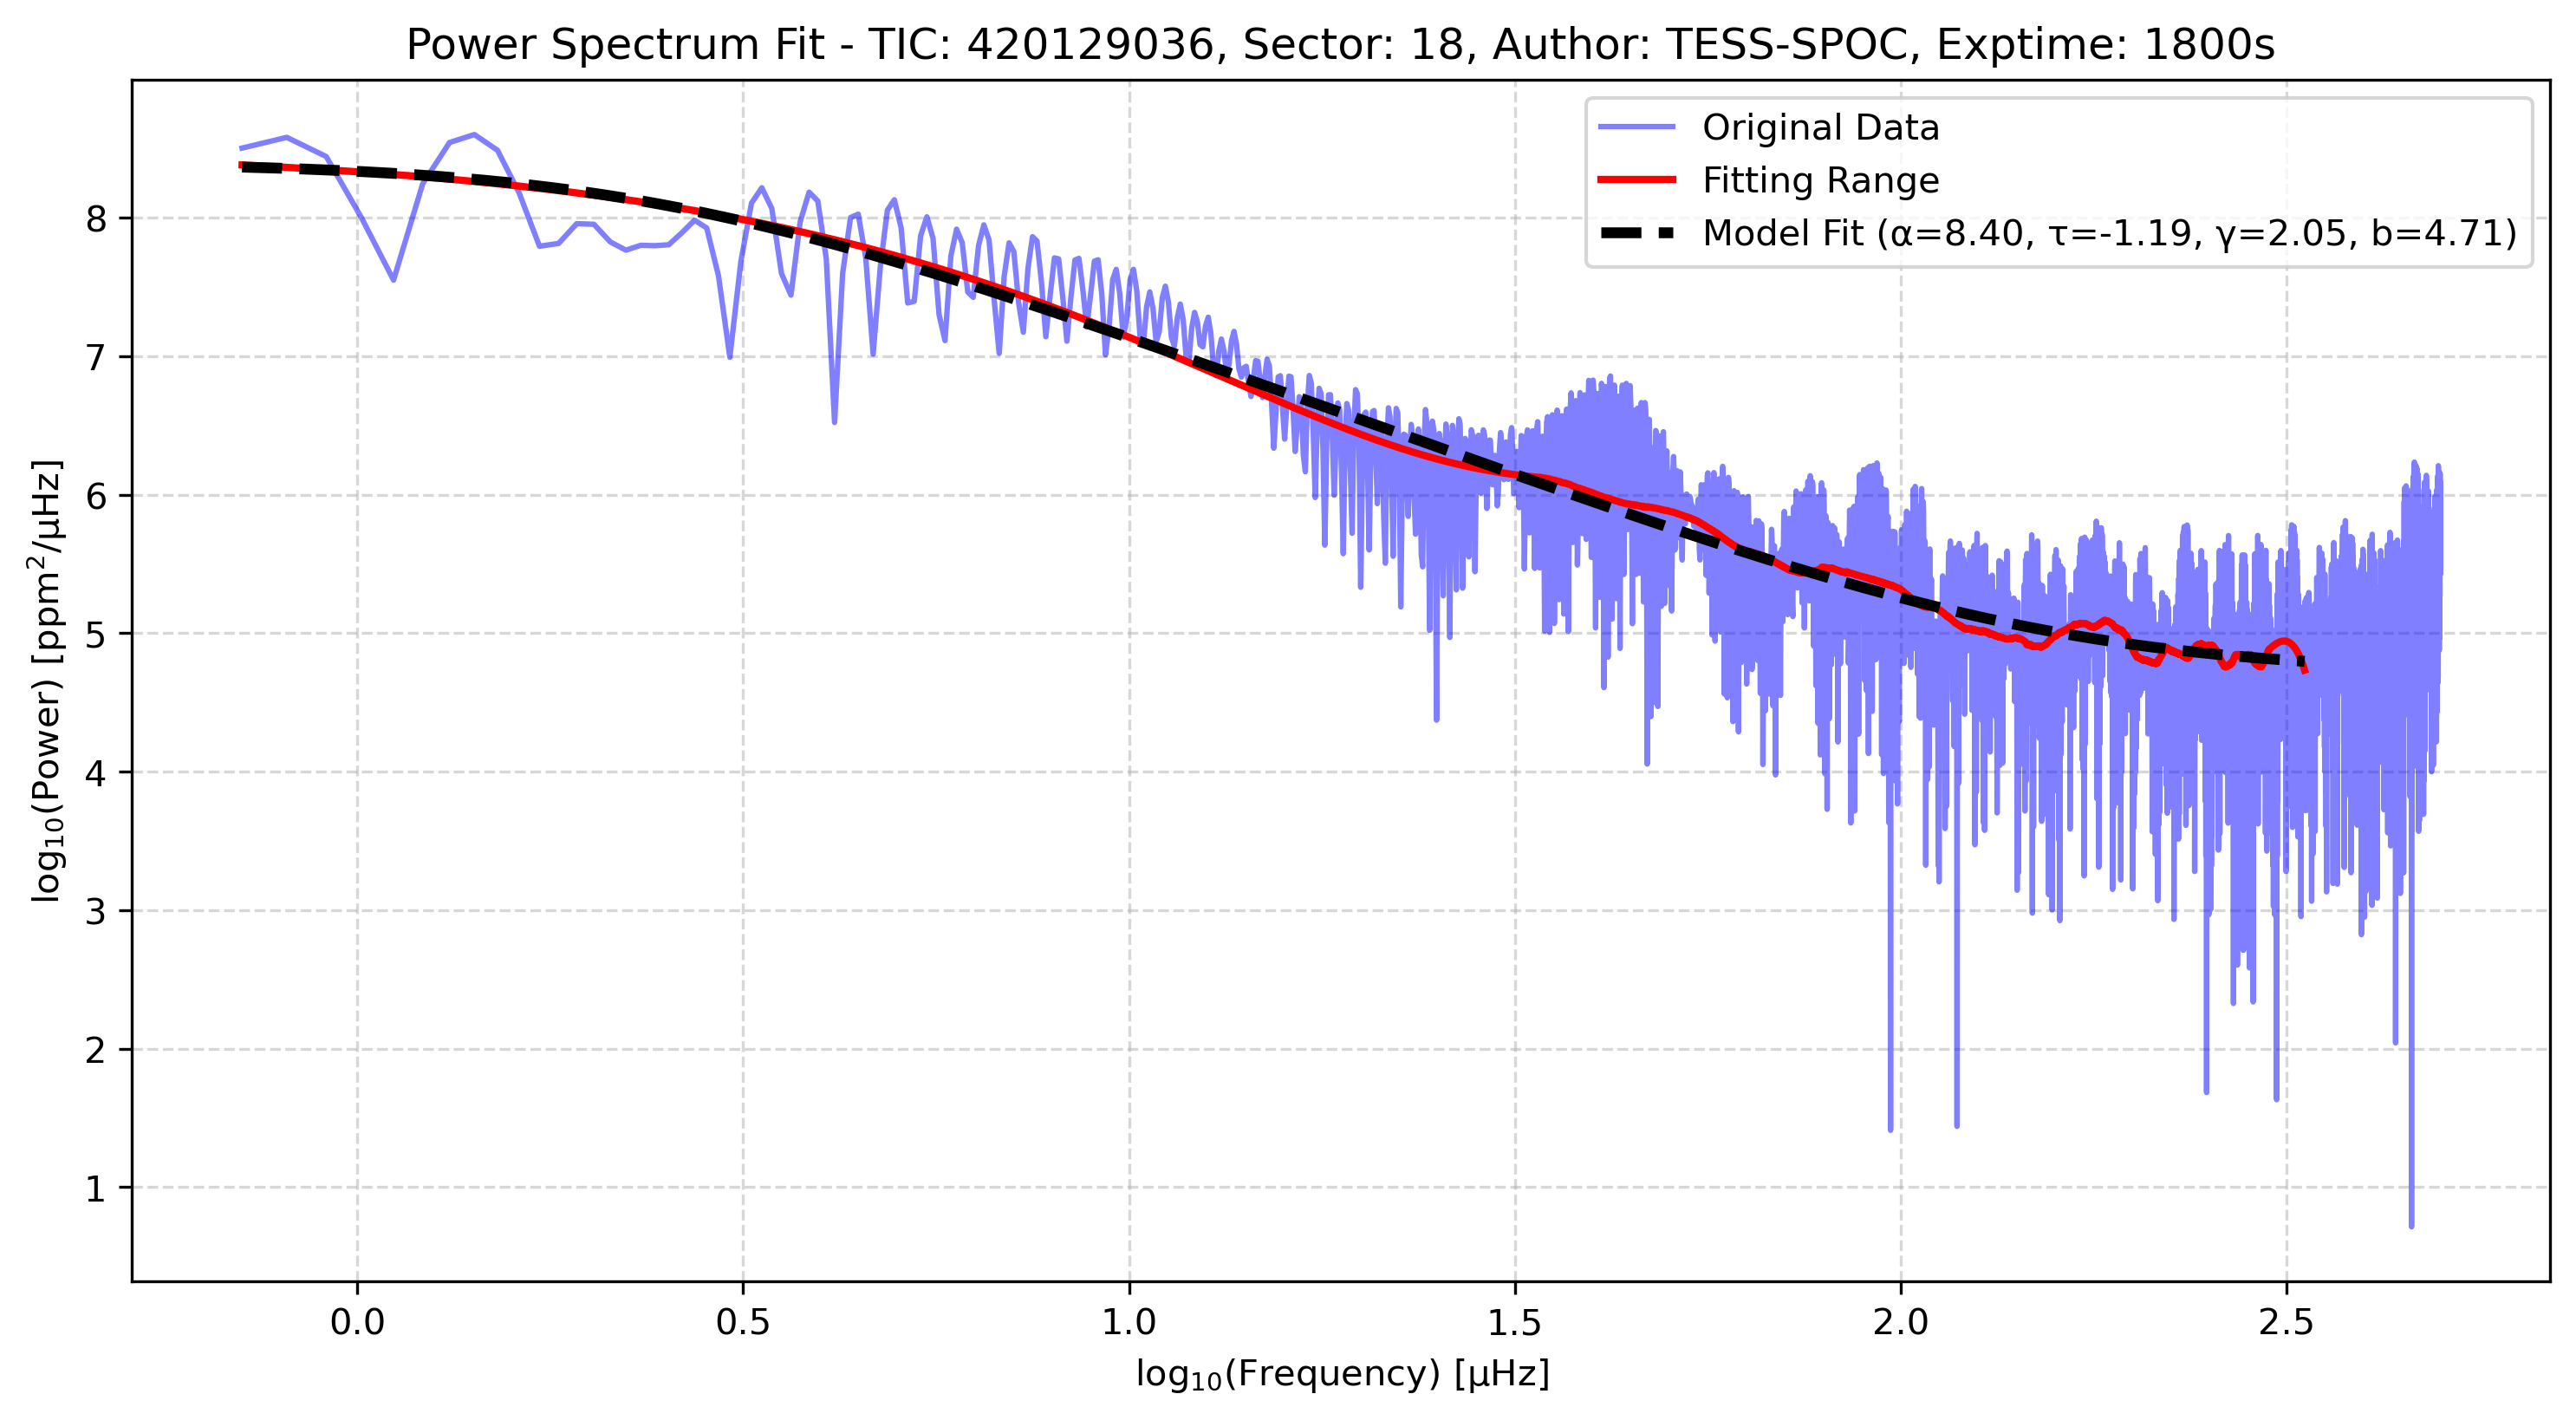 Power Spectrum Fit - TIC: 420129036, Sector: 18, Author: TESS-SPOC, Exptime: 1800s
Original Data
Fitting Range
Model Fit (α=8.40, τ=-1.19, γ=2.05, b=4.71)
log₁₀(Power) [ppm²/μHz]
8
7
6
5
4
3
2
1
0.0 0.5 1.0 1.5 2.0 2.5
log₁₀(Frequency) [μHz]